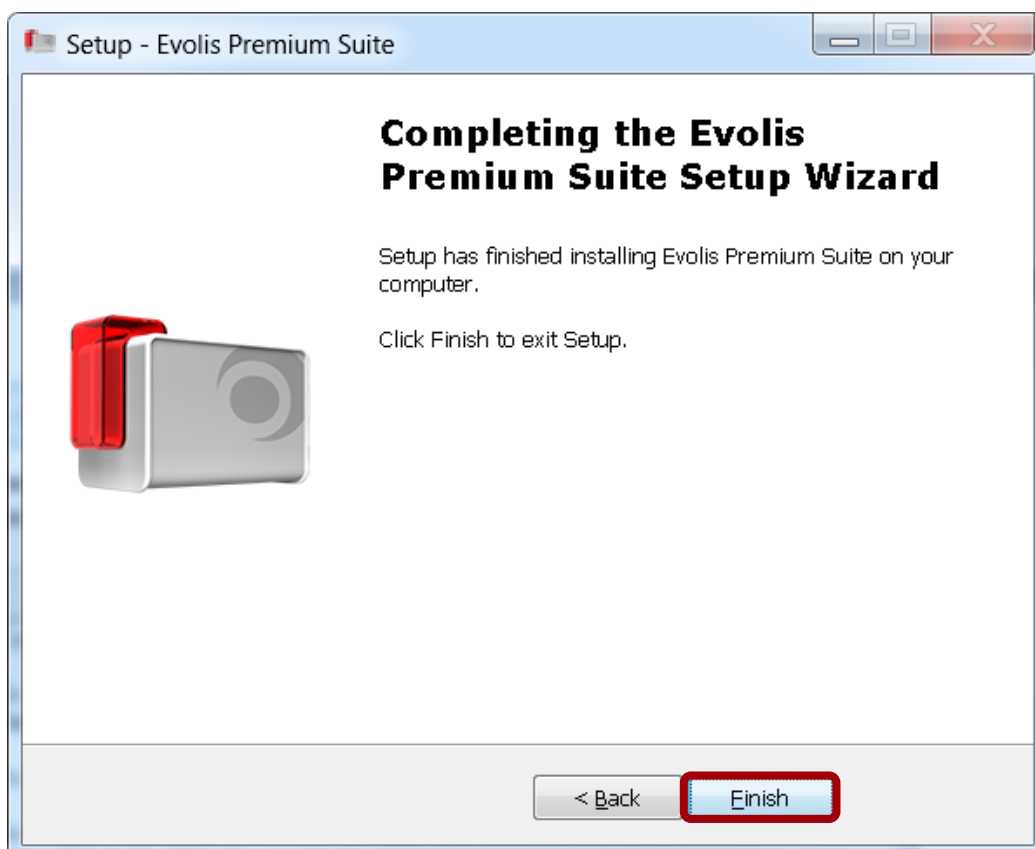 Setup - Evolis Premium Suite
Completing the Evolis
Premium Suite Setup Wizard
Setup has finished installing Evolis Premium Suite on your
computer.
Click Finish to exit Setup.
< Back
Finish